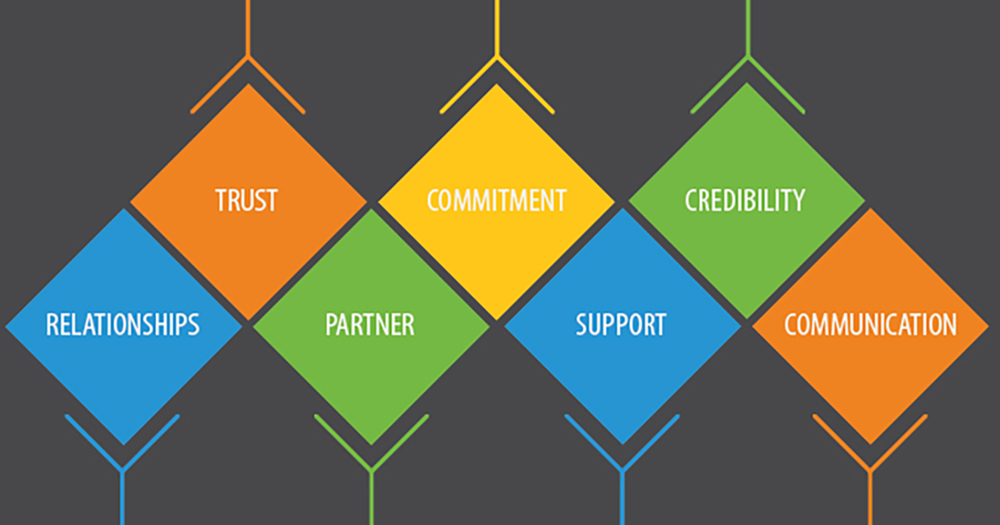 TRUST
COMMITMENT
CREDIBILITY
RELATIONSHIPS
PARTNER
SUPPORT
COMMUNICATION